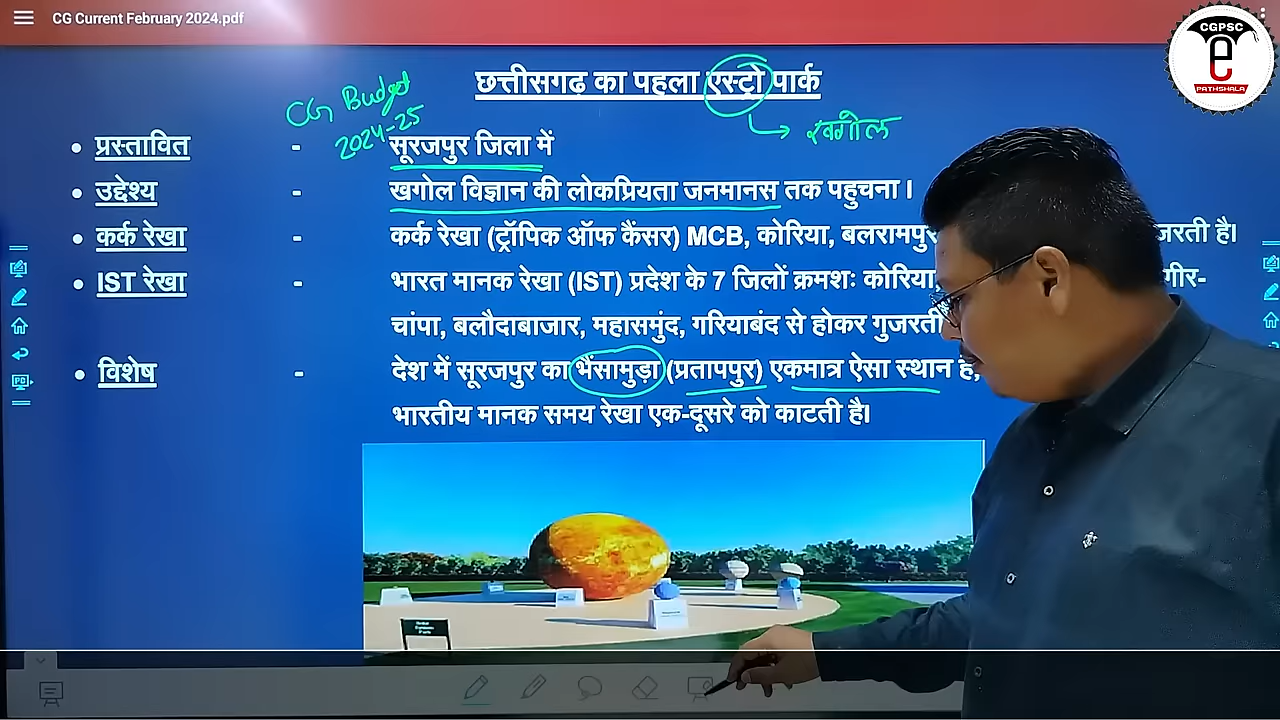 CG Current February 2024.pdf
CGPSC
e
PATHSHALA
छत्तीसगढ का पहला एस्ट्रो पार्क
CG Budget
2024-25
खगोल
• प्रस्तावित - सूरजपुर जिला में
• उद्देश्य - खगोल विज्ञान की लोकप्रियता जनमानस तक पहुचना ।
• कर्क रेखा - कर्क रेखा (ट्रॉपिक ऑफ कैंसर) MCB, कोरिया, बलरामपुर जरती है।
• IST रेखा - भारत मानक रेखा (IST) प्रदेश के 7 जिलों क्रमशः कोरिया, गीर-
चांपा, बलौदाबाजार, महासमुंद, गरियाबंद से होकर गुजरती
• विशेष - देश में सूरजपुर का भैंसामुड़ा (प्रतापपुर) एकमात्र ऐसा स्थान है,
भारतीय मानक समय रेखा एक-दूसरे को काटती है।